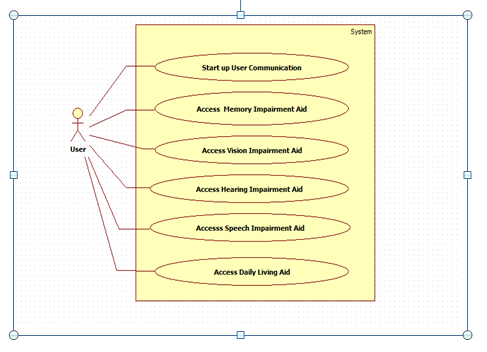 System
Start up User Communication
Access Memory Impairment Aid
User
Access Vision Impairment Aid
Access Hearing Impairment Aid
Accesss Speech Impairment Aid
Access Daily Living Aid